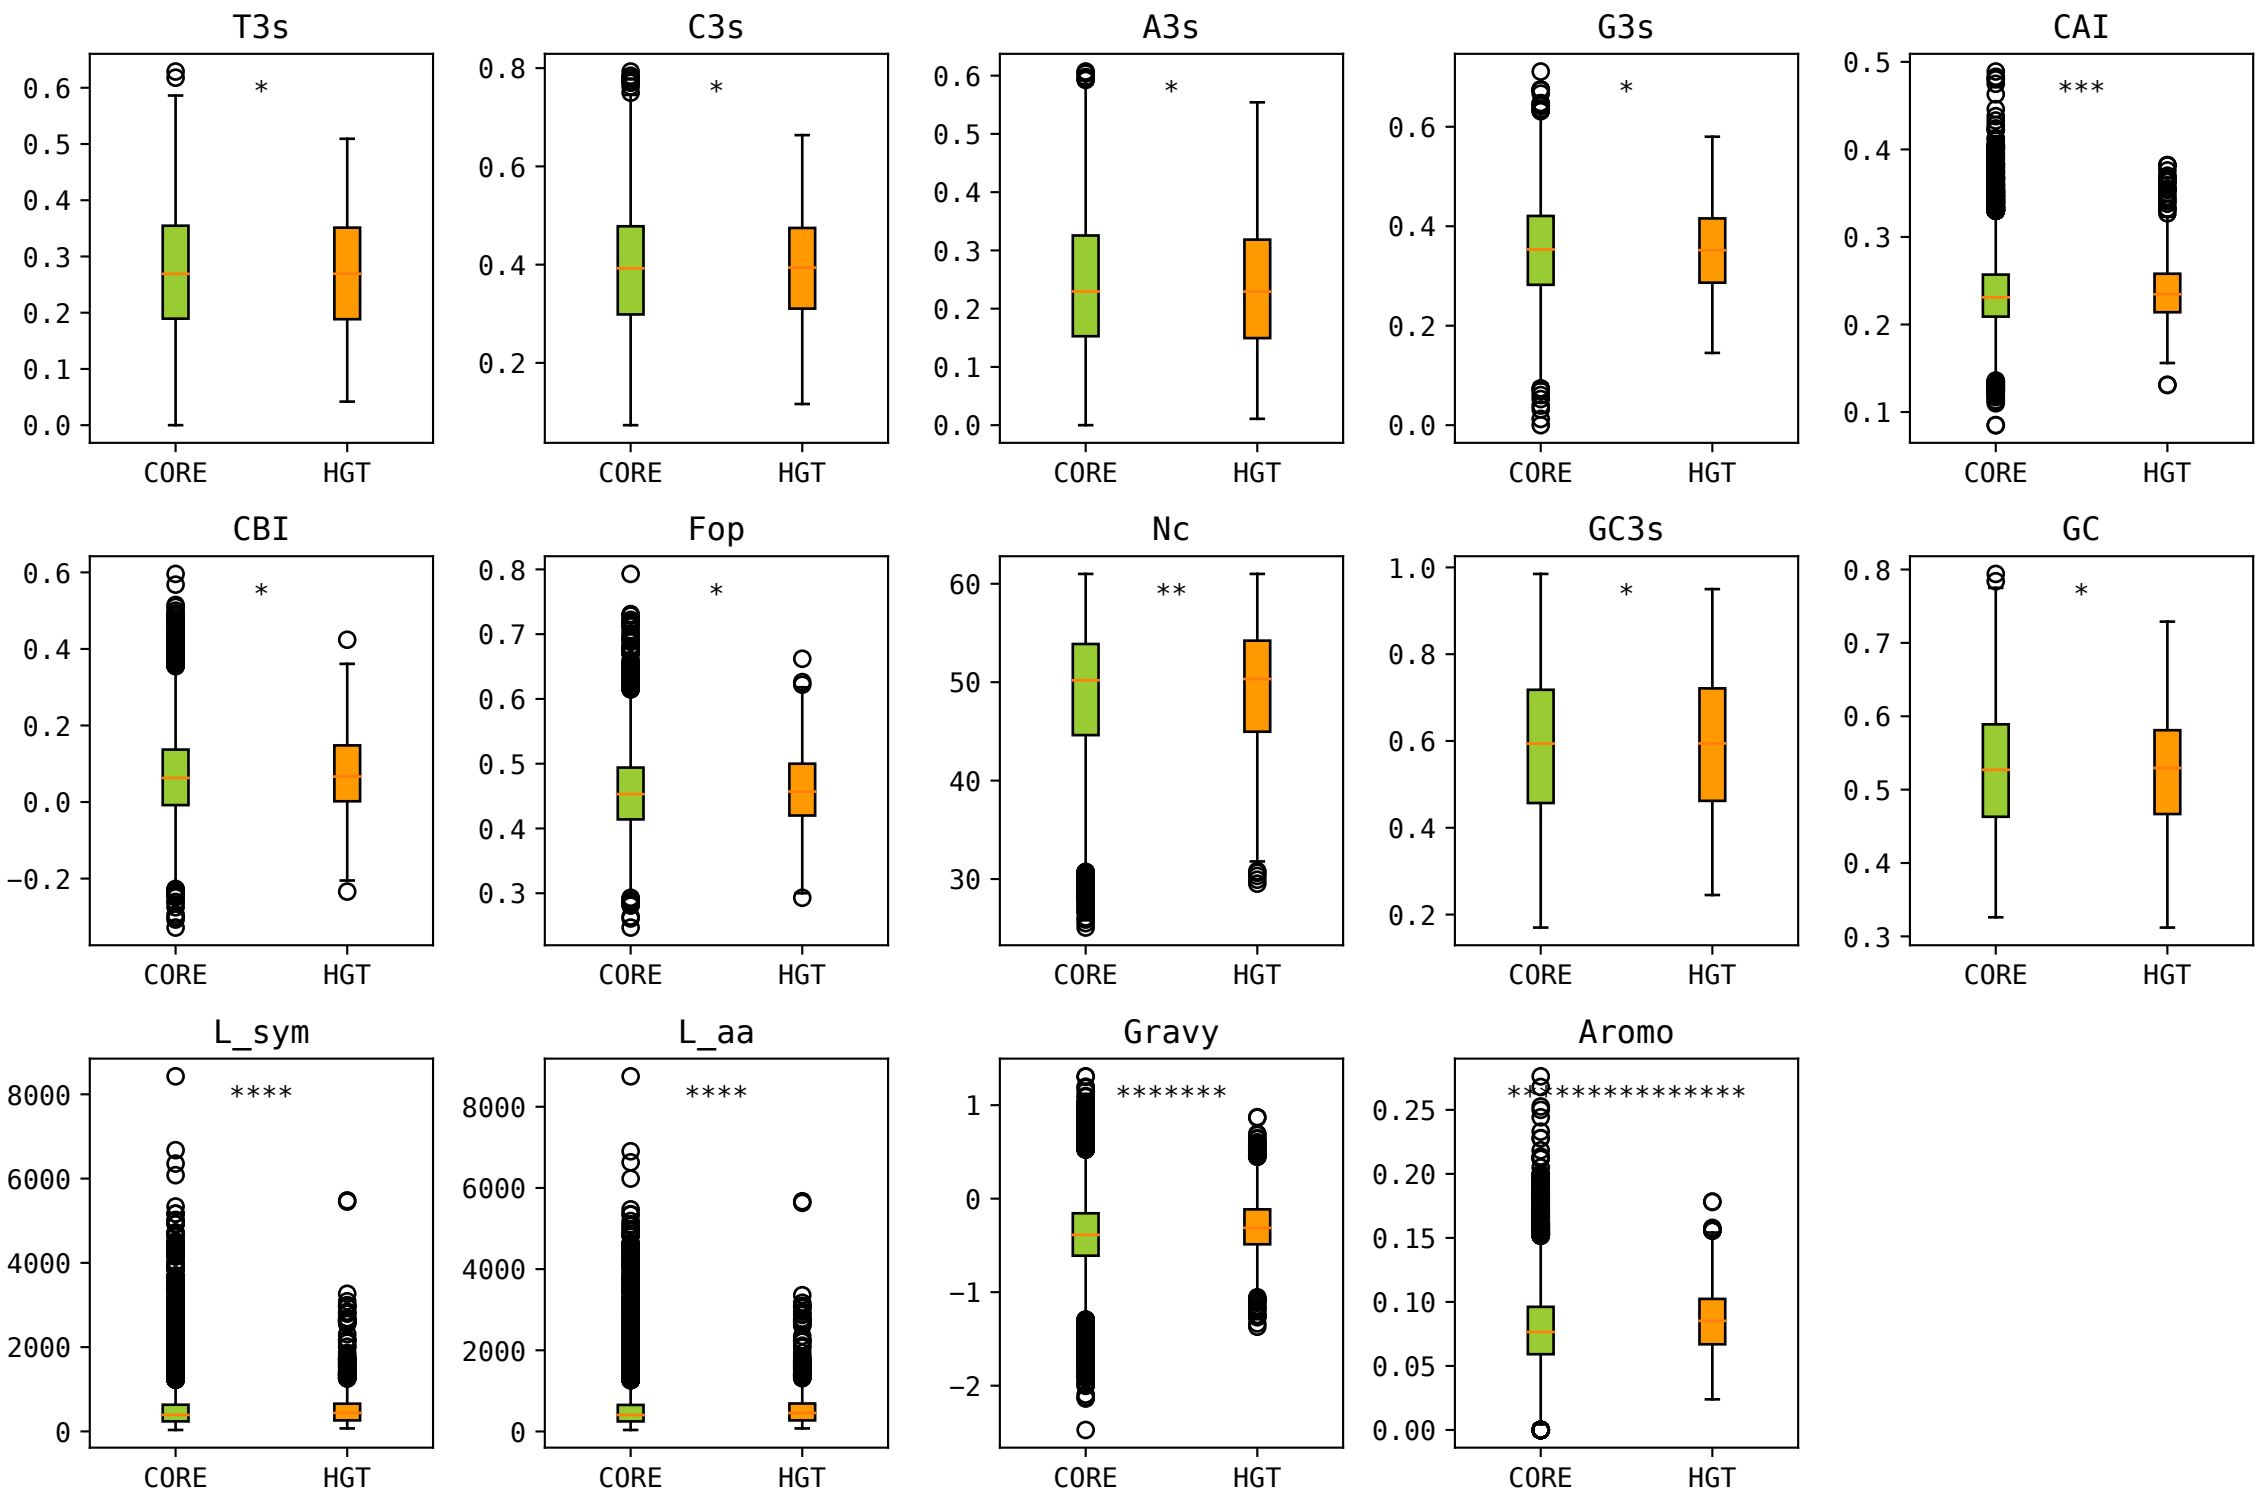 T3s C3s A3s G3s CAI
* * * * ***
0.6 0.5 0.4 0.3 0.2 0.1 0.0
0.8 0.6 0.4 0.2
0.6 0.5 0.4 0.3 0.2 0.1 0.0
0.6 0.4 0.2 0.0
0.5 0.4 0.3 0.2 0.1
CORE HGT CORE HGT CORE HGT CORE HGT CORE HGT
CBI Fop Nc GC3s GC
* * ** * *
0.6 0.4 0.2 0.0 −0.2
0.8 0.7 0.6 0.5 0.4 0.3
60 50 40 30
1.0 0.8 0.6 0.4 0.2
0.8 0.7 0.6 0.5 0.4 0.3
CORE HGT CORE HGT CORE HGT CORE HGT CORE HGT
L_sym L_aa Gravy Aromo
**** **** ******* ***************
8000 6000 4000 2000 0
8000 6000 4000 2000 0
1 0 −1 −2
0.25 0.20 0.15 0.10 0.05 0.00
CORE HGT CORE HGT CORE HGT CORE HGT